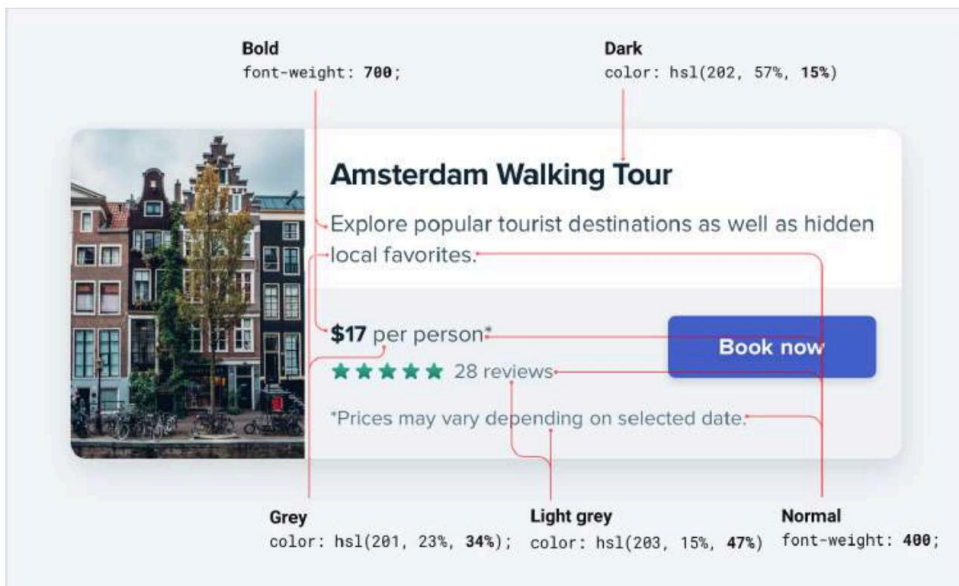 Bold
font-weight: 700;
Dark
color: hsl(202, 57%, 15%)
Amsterdam Walking Tour
Explore popular tourist destinations as well as hidden
local favorites.
$17 per person*
28 reviews
Book now
*Prices may vary depending on selected date.
Grey
color: hsl(201, 23%, 34%);
Light grey
color: hsl(203, 15%, 47%)
Normal
font-weight: 400;